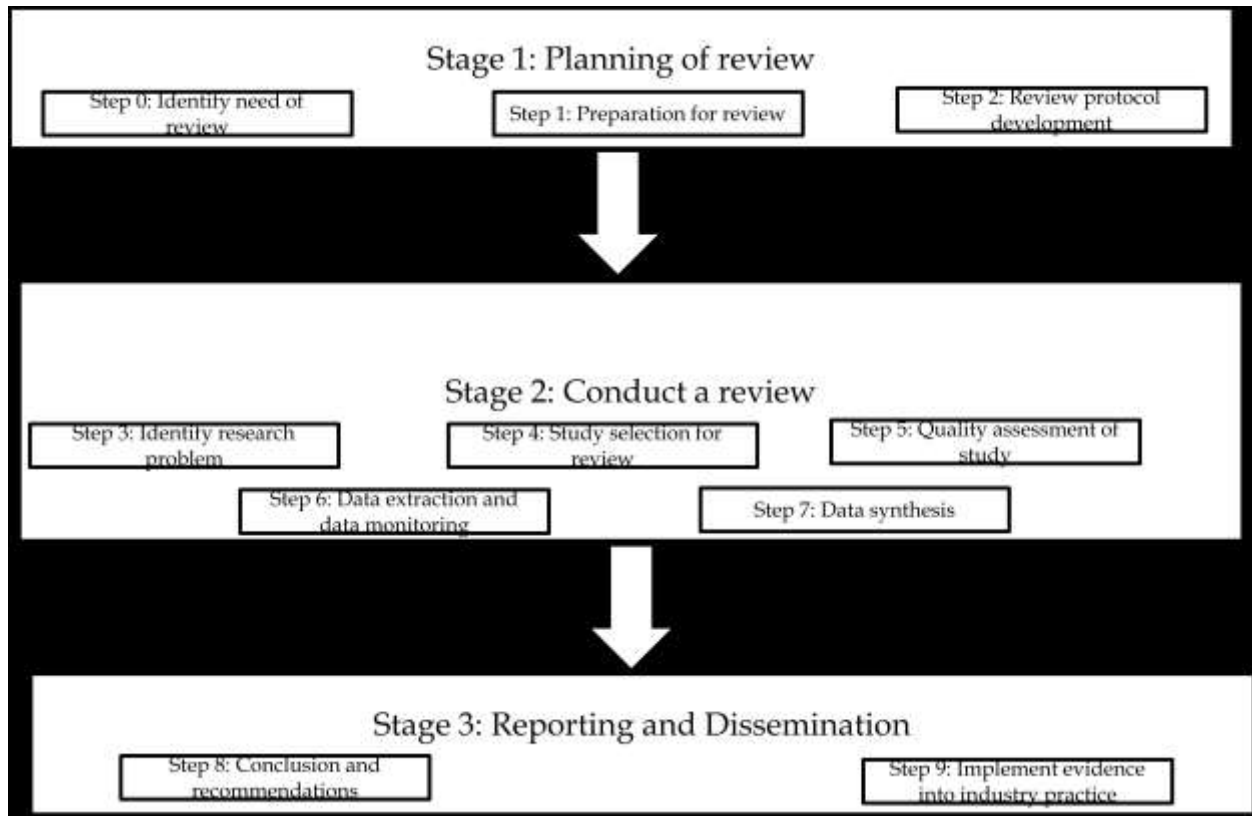 Stage 1: Planning of review
Step 0: Identify need of
review
Step 1: Preparation for review
Step 2: Review protocol
development
Stage 2: Conduct a review
Step 3: Identify research
problem
Step 4: Study selection for
review
Step 5: Quality assessment of
study
Step 6: Data extraction and
data monitoring
Step 7: Data synthesis
Stage 3: Reporting and Dissemination
Step 8: Conclusion and
recommendations
Step 9: Implement evidence
into industry practice